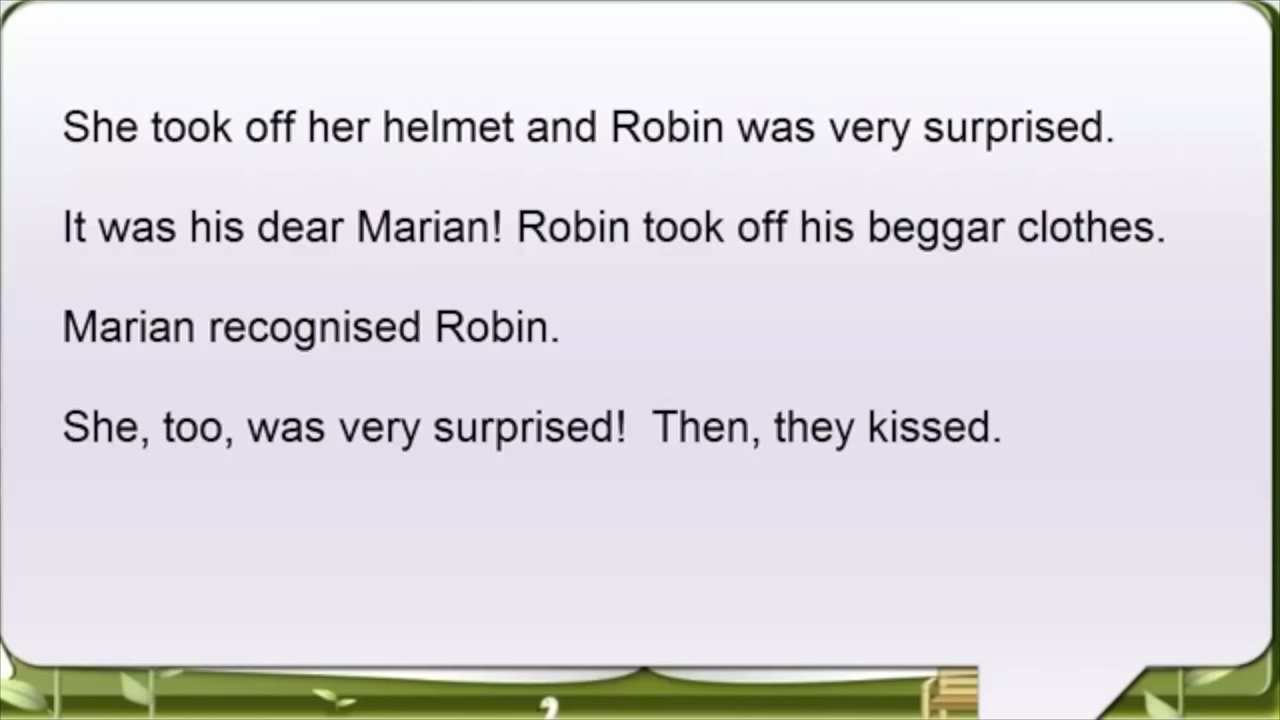 She took off her helmet and Robin was very surprised.
It was his dear Marian! Robin took off his beggar clothes.
Marian recognised Robin.
She, too, was very surprised!  Then, they kissed.